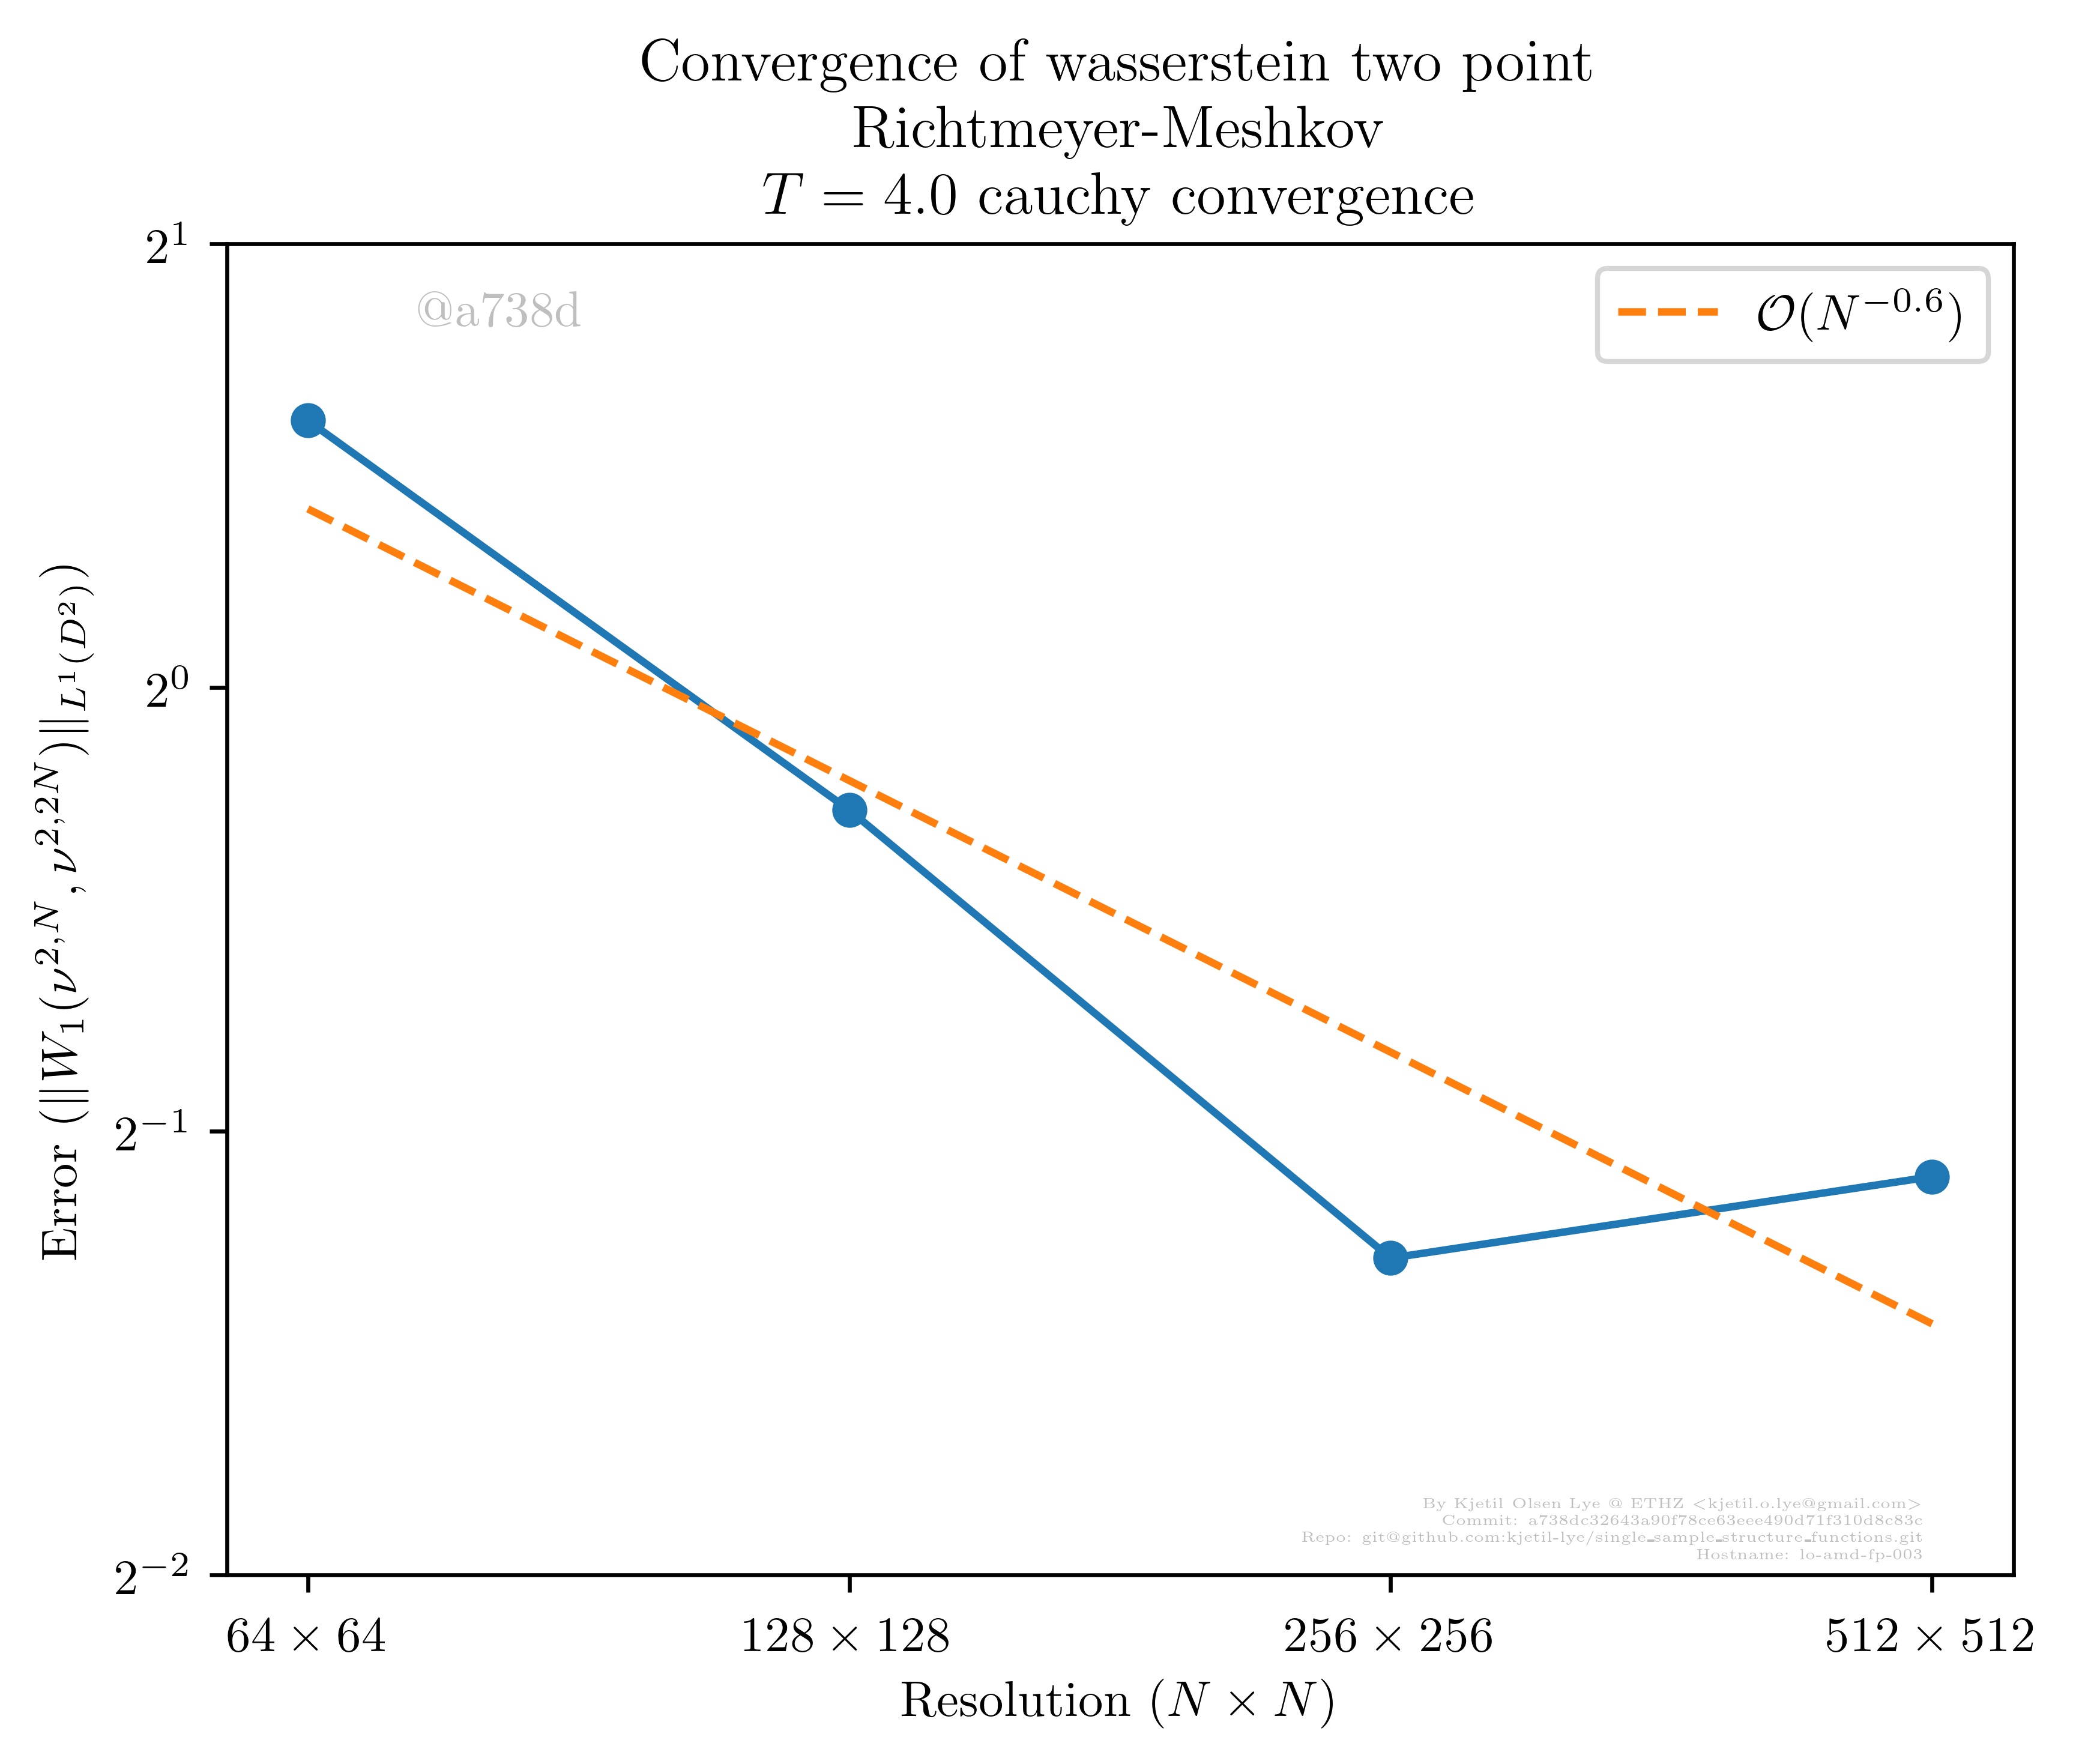 Convergence of wasserstein two point
Richtmeyer-Meshkov
T = 4.0 cauchy convergence
2^1
@a738d
O(N^{-0.6})
2^0
Error (||W_1(ν^{2,N}, ν^{2,2N})||_{L^1(D^2)})
2^{-1}
By Kjetil Olsen Lye @ ETHZ <kjetil.o.lye@gmail.com>
Commit: a738dc32643a90f78ce63eee490d71f310d8c83c
Repo: git@github.com:kjetil-lye/single_sample_structure_functions.git
Hostname: lo-amd-fp-003
2^{-2}
64 × 64
128 × 128
256 × 256
512 × 512
Resolution (N × N)